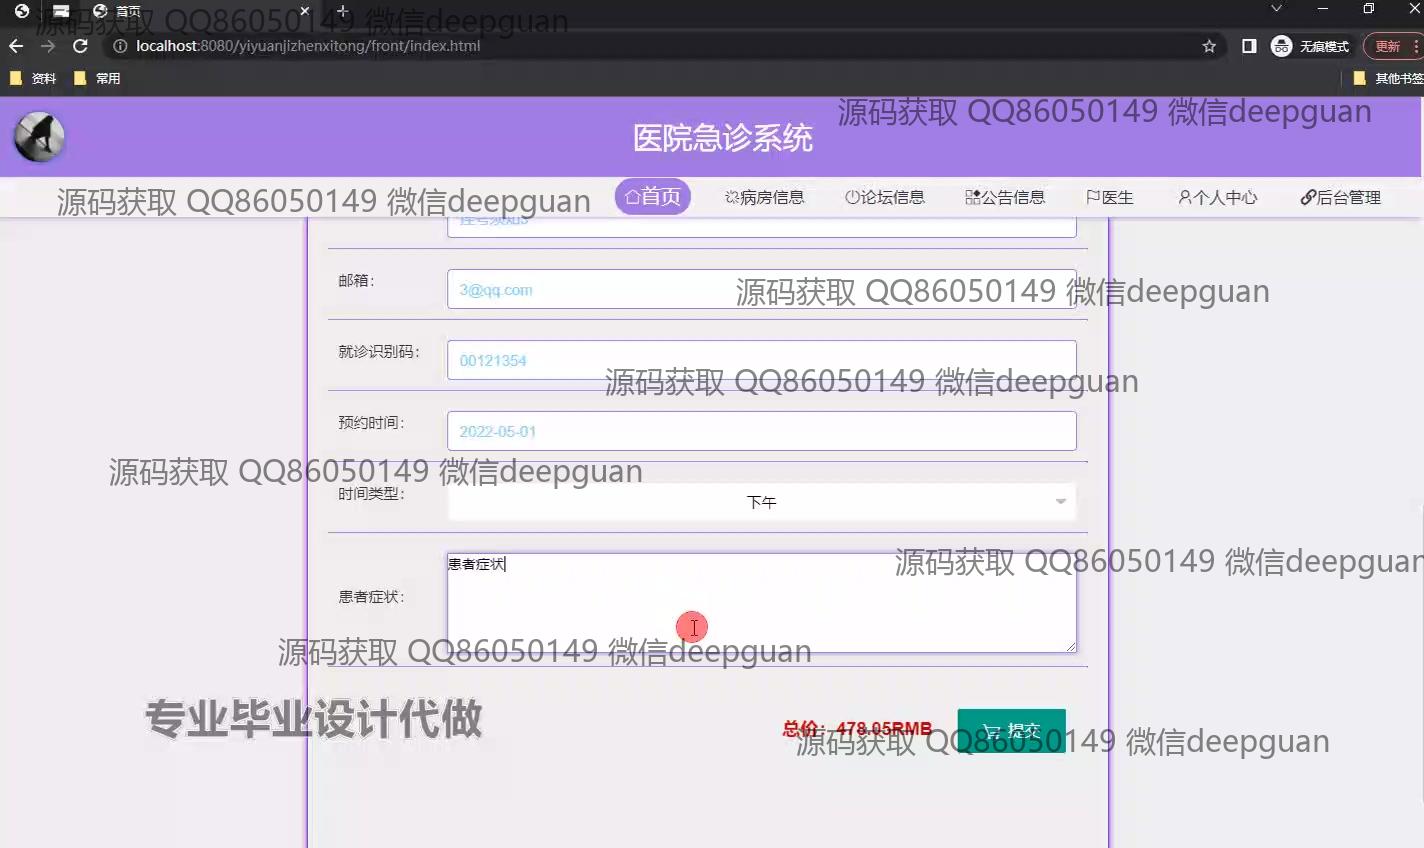 首页
源码获取 QQ86050149 微信deepguan
localhost:8080/yiyuanjizhenxitong/front/index.html
无痕模式
更新
资料
常用
其他书签
医院急诊系统
源码获取 QQ86050149 微信deepguan
源码获取 QQ86050149 微信deepguan
首页
病房信息
论坛信息
公告信息
医生
个人中心
后台管理
邮箱：
3@qq.com
源码获取 QQ86050149 微信deepguan
就诊识别码：
00121354
源码获取 QQ86050149 微信deepguan
预约时间：
2022-05-01
源码获取 QQ86050149 微信deepguan
时间类型：
下午
患者症状
源码获取 QQ86050149 微信deepguan
患者症状：
源码获取 QQ86050149 微信deepguan
专业毕业设计代做
总价：478.05RMB
提交
源码获取 QQ86050149 微信deepguan